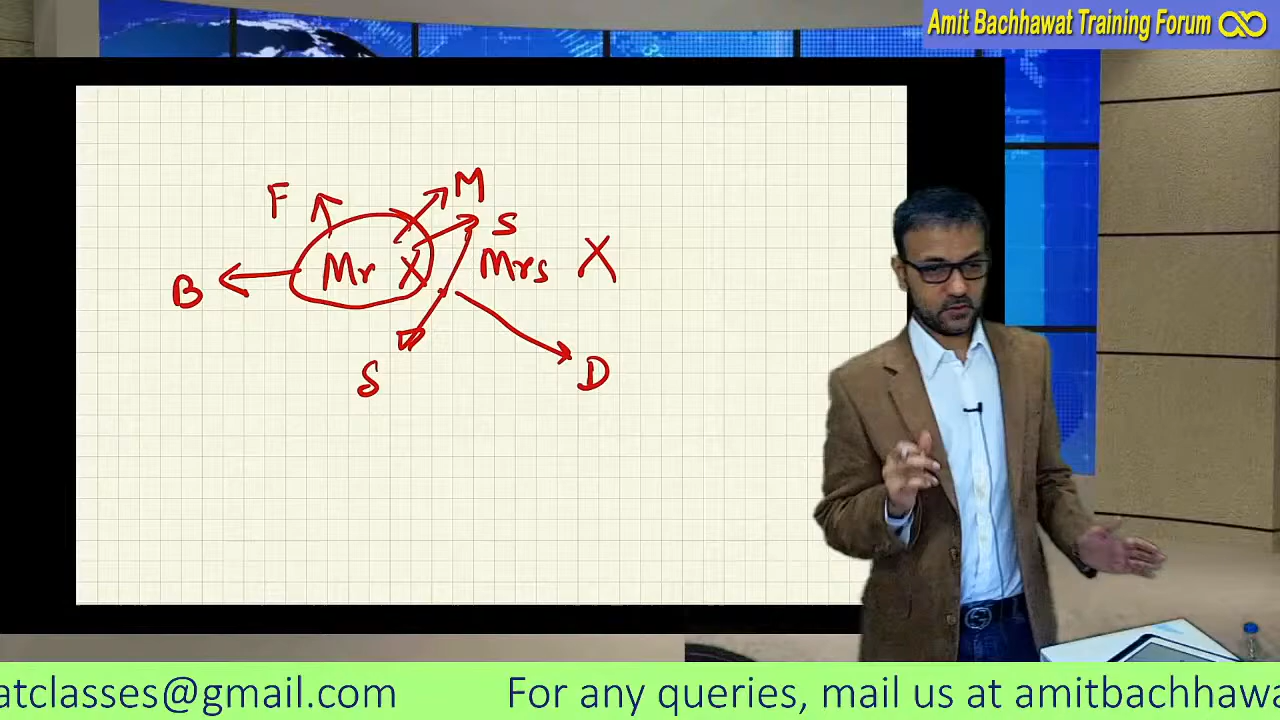 Amit Bachhawat Training Forum
M
F
S
Mr X
Mrs X
B
S
D
atclasses@gmail.com For any queries, mail us at amitbachhawa